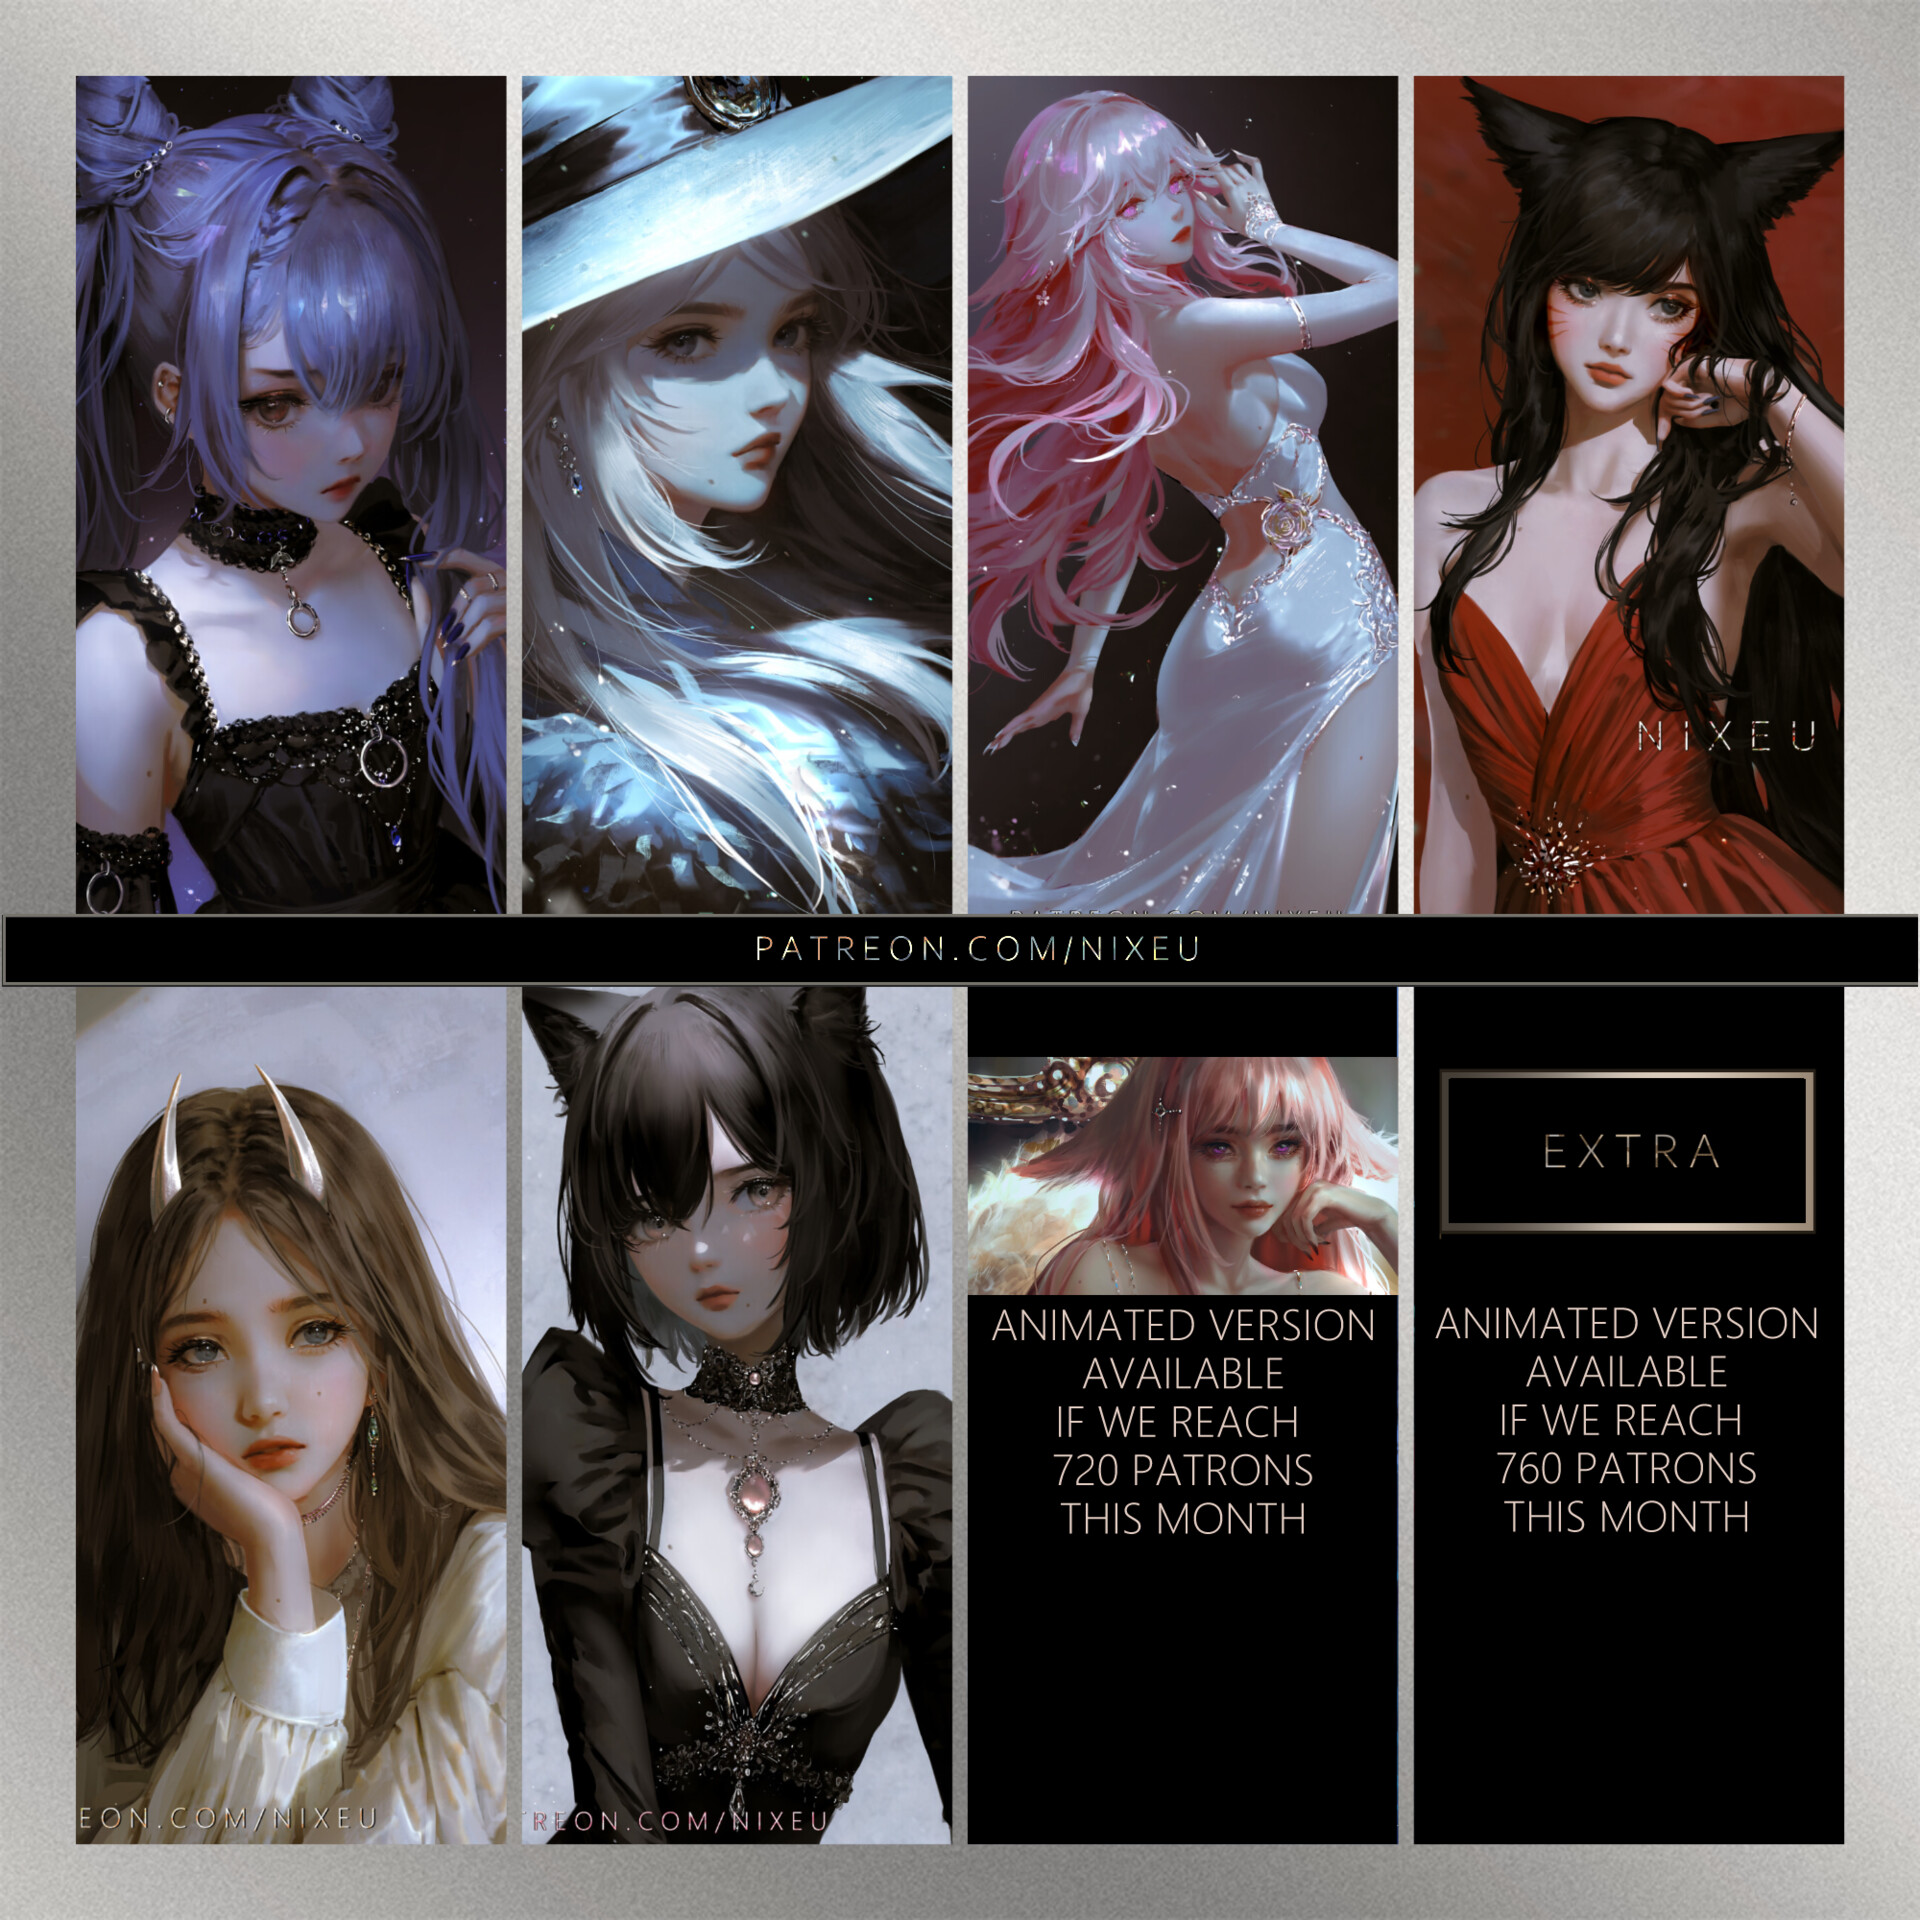 NIXEU
PATREON.COM/NIXEU
EXTRA
ANIMATED VERSION
AVAILABLE
IF WE REACH
720 PATRONS
THIS MONTH
ANIMATED VERSION
AVAILABLE
IF WE REACH
760 PATRONS
THIS MONTH
EON.COM/NIXEU
REON.COM/NIXEU